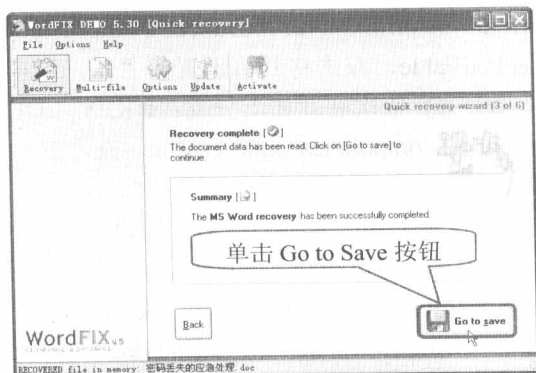 WordFIX DEMO 5.30 [Quick recovery]
File Options Help
Recovery Multi-file Options Update Activate
Quick recovery wizard (3 of 6)
Recovery complete [ ]
The document data has been read. Click on [Go to save] to
continue.
Summary [ ]
The MS Word recovery has been successfully completed.
单击 Go to Save 按钮
Back
Go to save
WordFIX v5
RECOVERED file in memory: 密码丢失的应急处理.doc